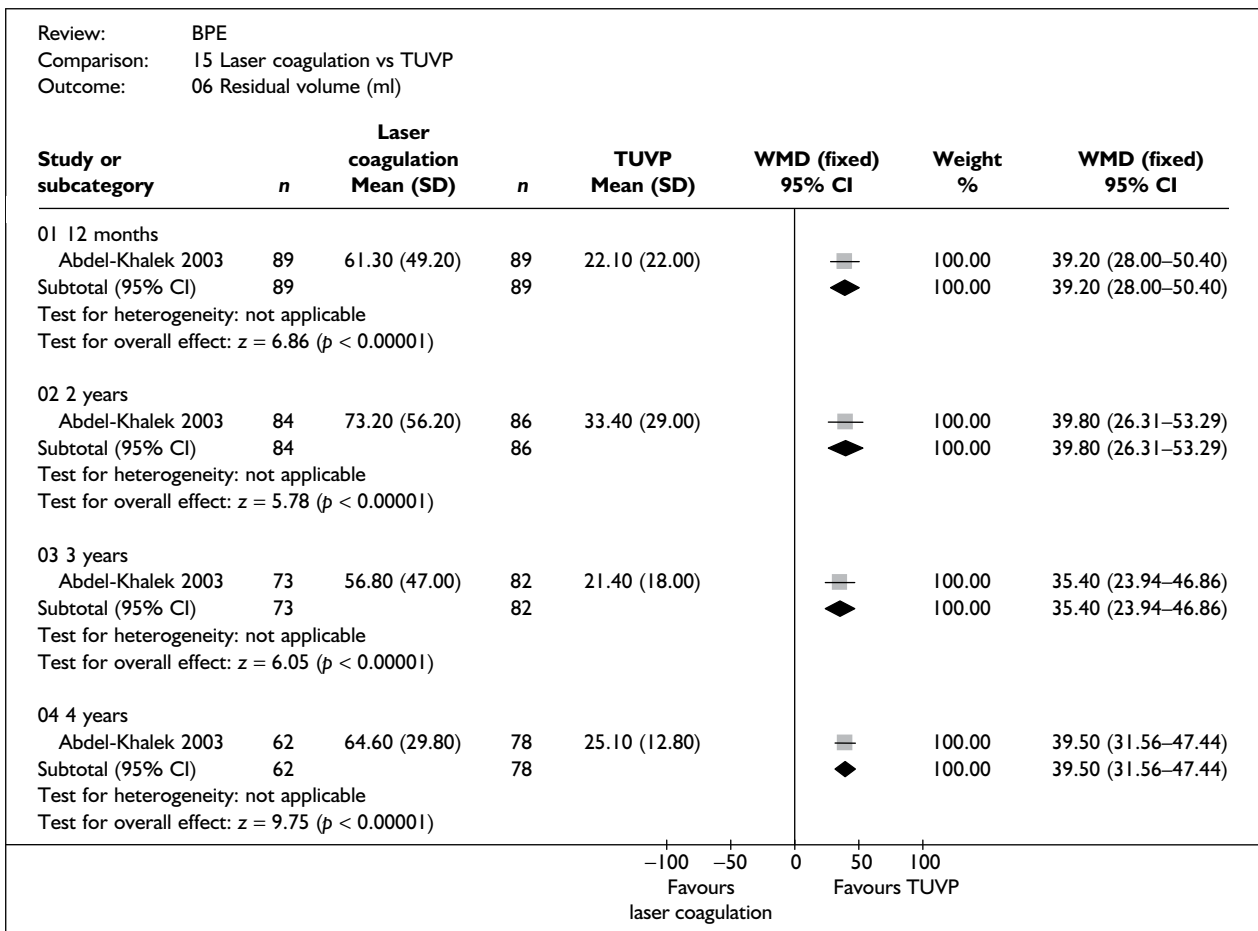 Review: BPE
Comparison: 15 Laser coagulation vs TUVP
Outcome: 06 Residual volume (ml)
Laser
Study or coagulation TUVP WMD (fixed) Weight WMD (fixed)
subcategory n Mean (SD) n Mean (SD) 95% CI % 95% CI
01 12 months
Abdel-Khalek 2003 89 61.30 (49.20) 89 22.10 (22.00) 100.00 39.20 (28.00–50.40)
Subtotal (95% CI) 89 89 100.00 39.20 (28.00–50.40)
Test for heterogeneity: not applicable
Test for overall effect: z = 6.86 (p < 0.00001)
02 2 years
Abdel-Khalek 2003 84 73.20 (56.20) 86 33.40 (29.00) 100.00 39.80 (26.31–53.29)
Subtotal (95% CI) 84 86 100.00 39.80 (26.31–53.29)
Test for heterogeneity: not applicable
Test for overall effect: z = 5.78 (p < 0.00001)
03 3 years
Abdel-Khalek 2003 73 56.80 (47.00) 82 21.40 (18.00) 100.00 35.40 (23.94–46.86)
Subtotal (95% CI) 73 82 100.00 35.40 (23.94–46.86)
Test for heterogeneity: not applicable
Test for overall effect: z = 6.05 (p < 0.00001)
04 4 years
Abdel-Khalek 2003 62 64.60 (29.80) 78 25.10 (12.80) 100.00 39.50 (31.56–47.44)
Subtotal (95% CI) 62 78 100.00 39.50 (31.56–47.44)
Test for heterogeneity: not applicable
Test for overall effect: z = 9.75 (p < 0.00001)
−100 −50 0 50 100
Favours Favours TUVP
laser coagulation